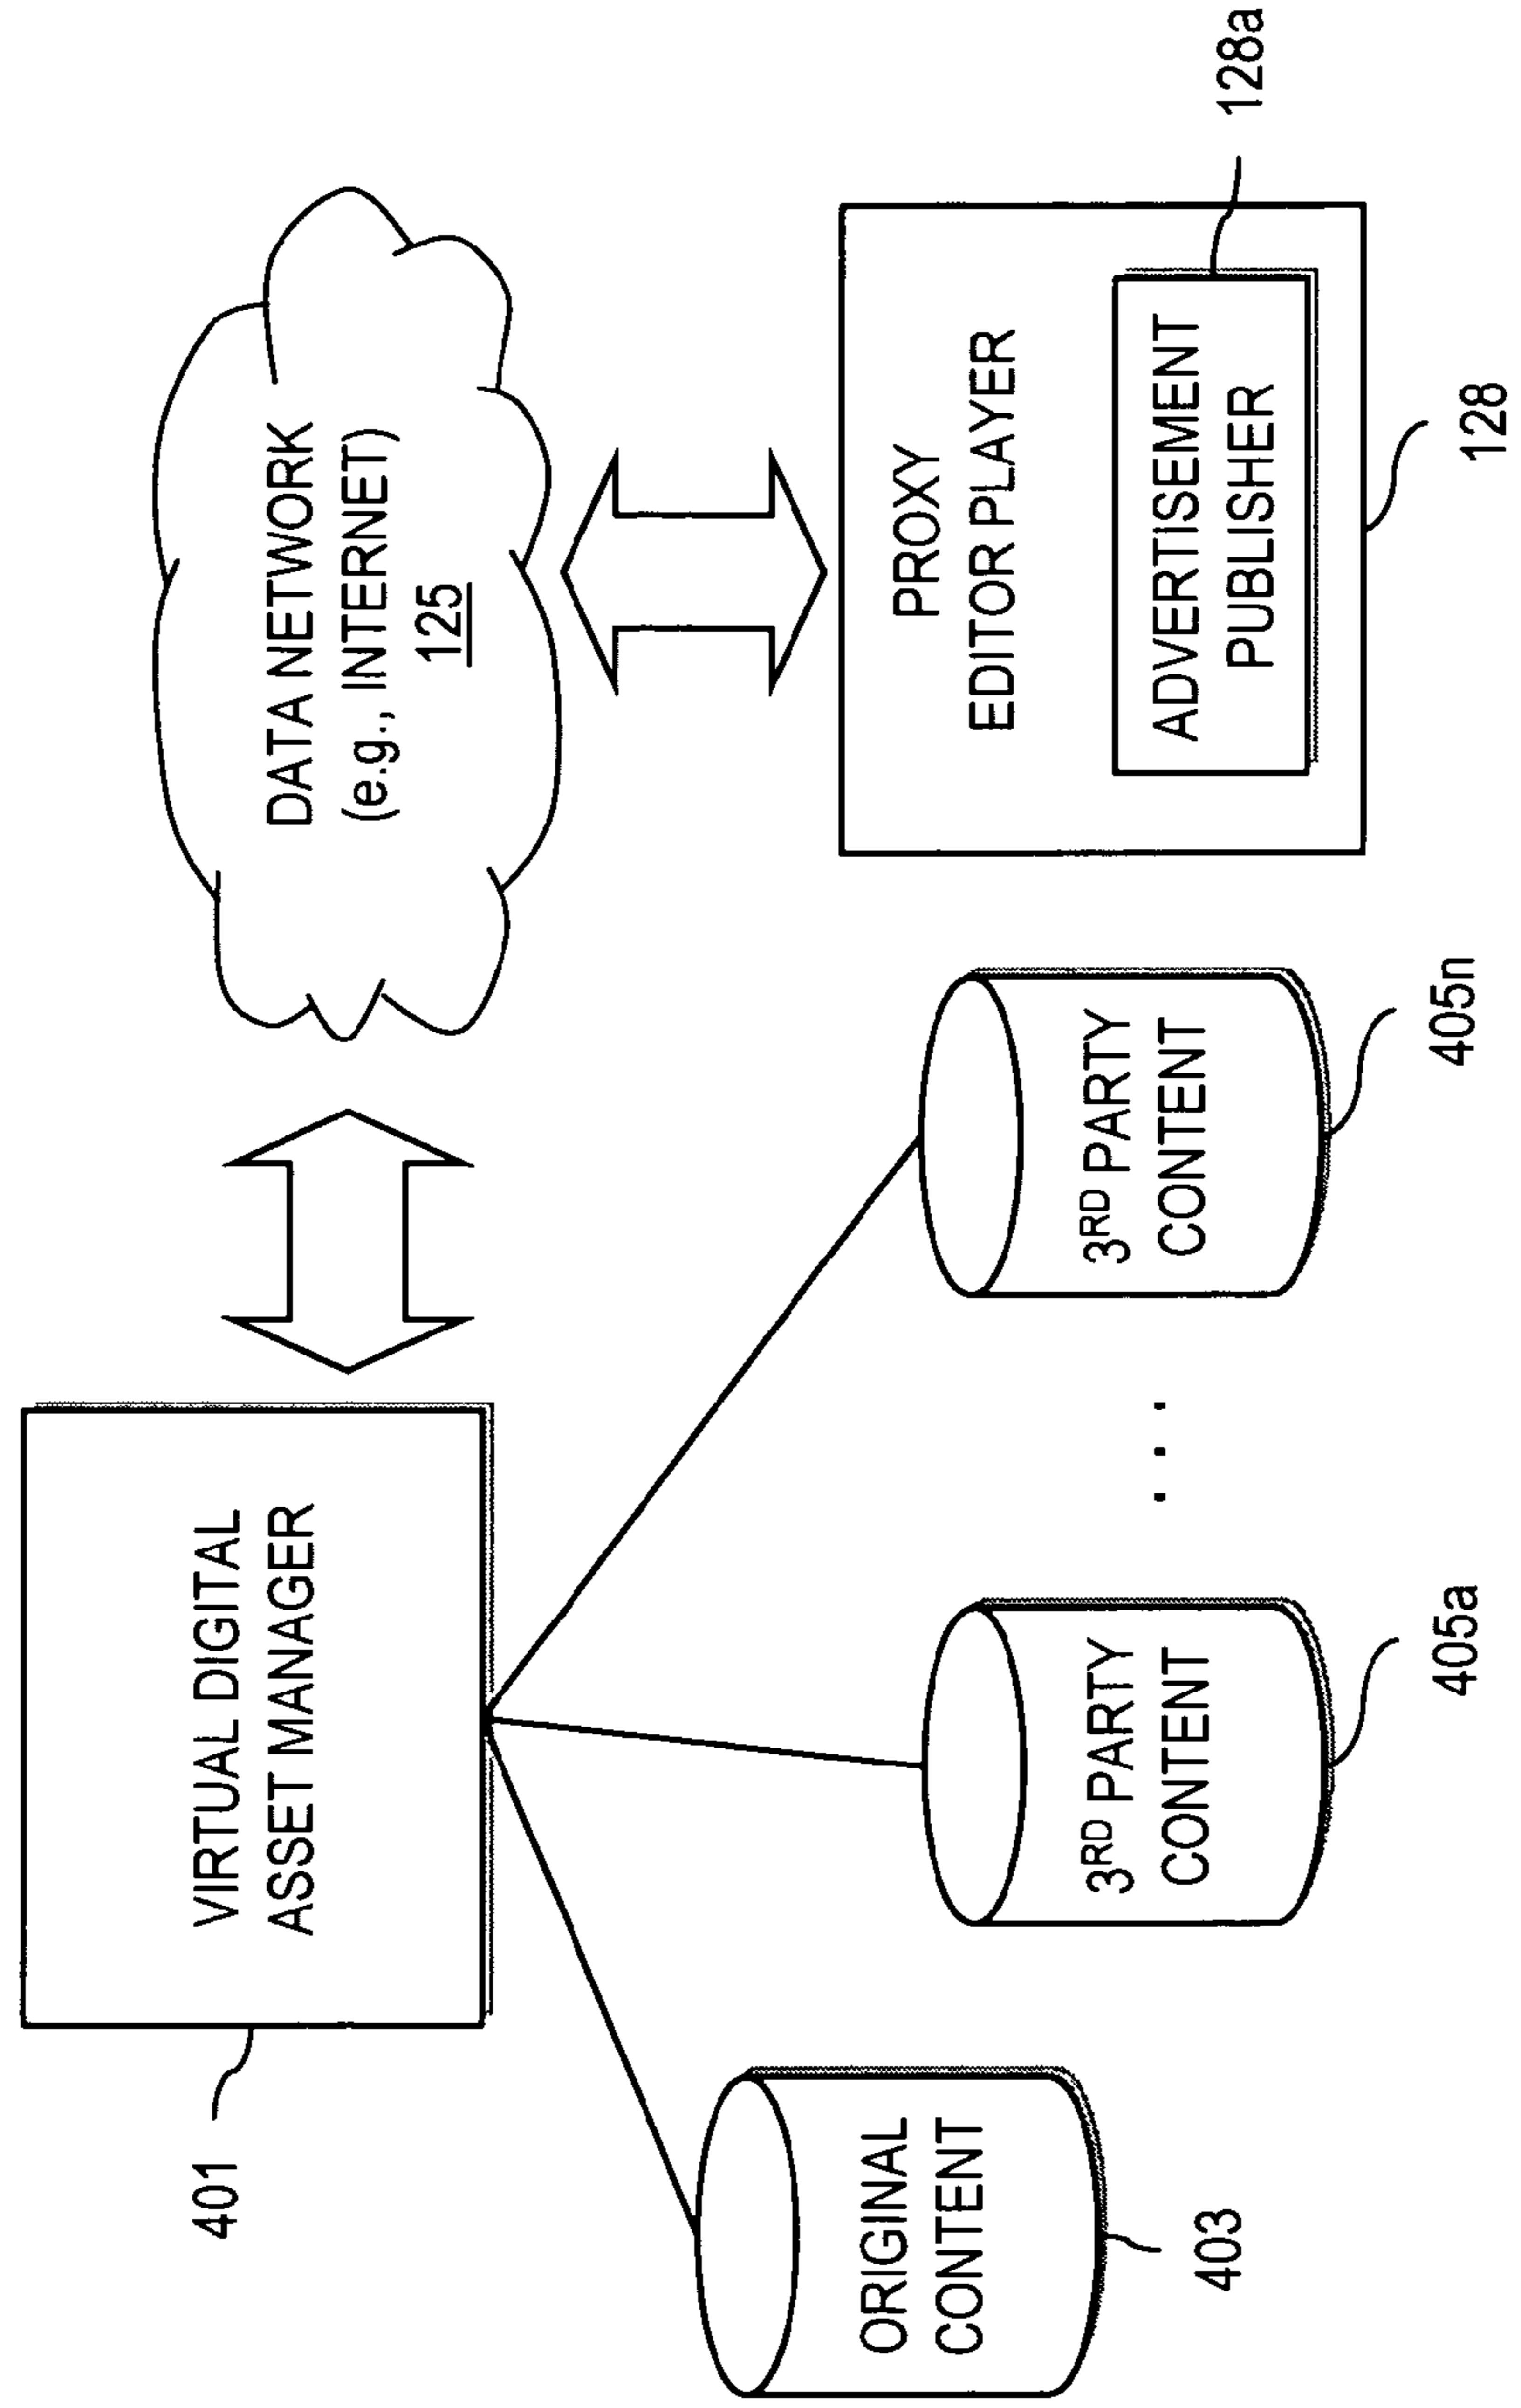 401
VIRTUAL DIGITAL
ASSET MANAGER
DATA NETWORK
(e.g., INTERNET)
125
ORIGINAL
CONTENT
403
3RD PARTY
CONTENT
405a
. . .
3RD PARTY
CONTENT
405n
PROXY
EDITOR PLAYER
ADVERTISEMENT
PUBLISHER
128a
128